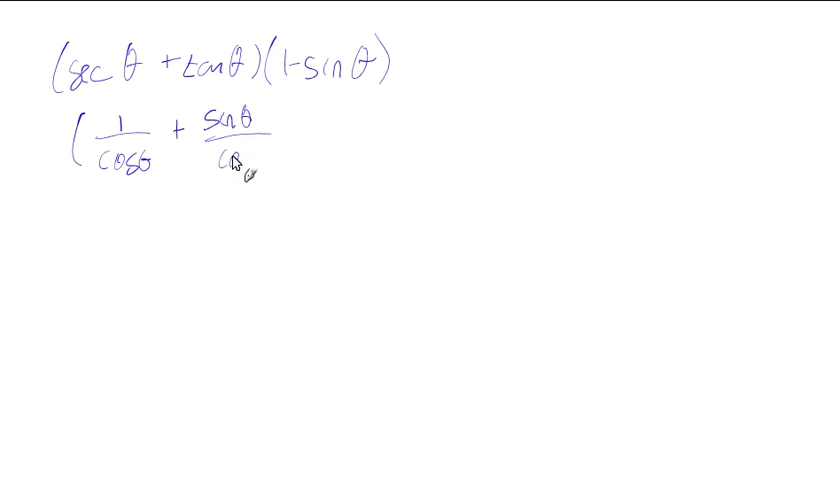 (sec θ + tan θ)(1 - sin θ)
( 1/cos θ + sin θ/co